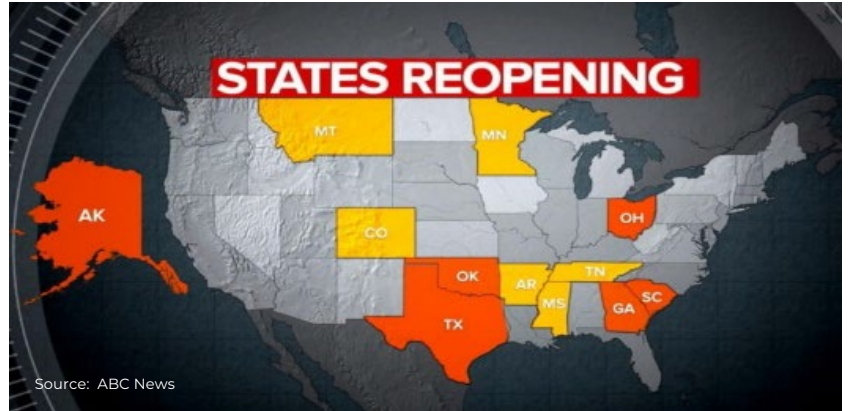 STATES REOPENING
MT
MN
AK
CO
OH
OK
AR
TN
TX
MS
GA
SC
Source: ABC News